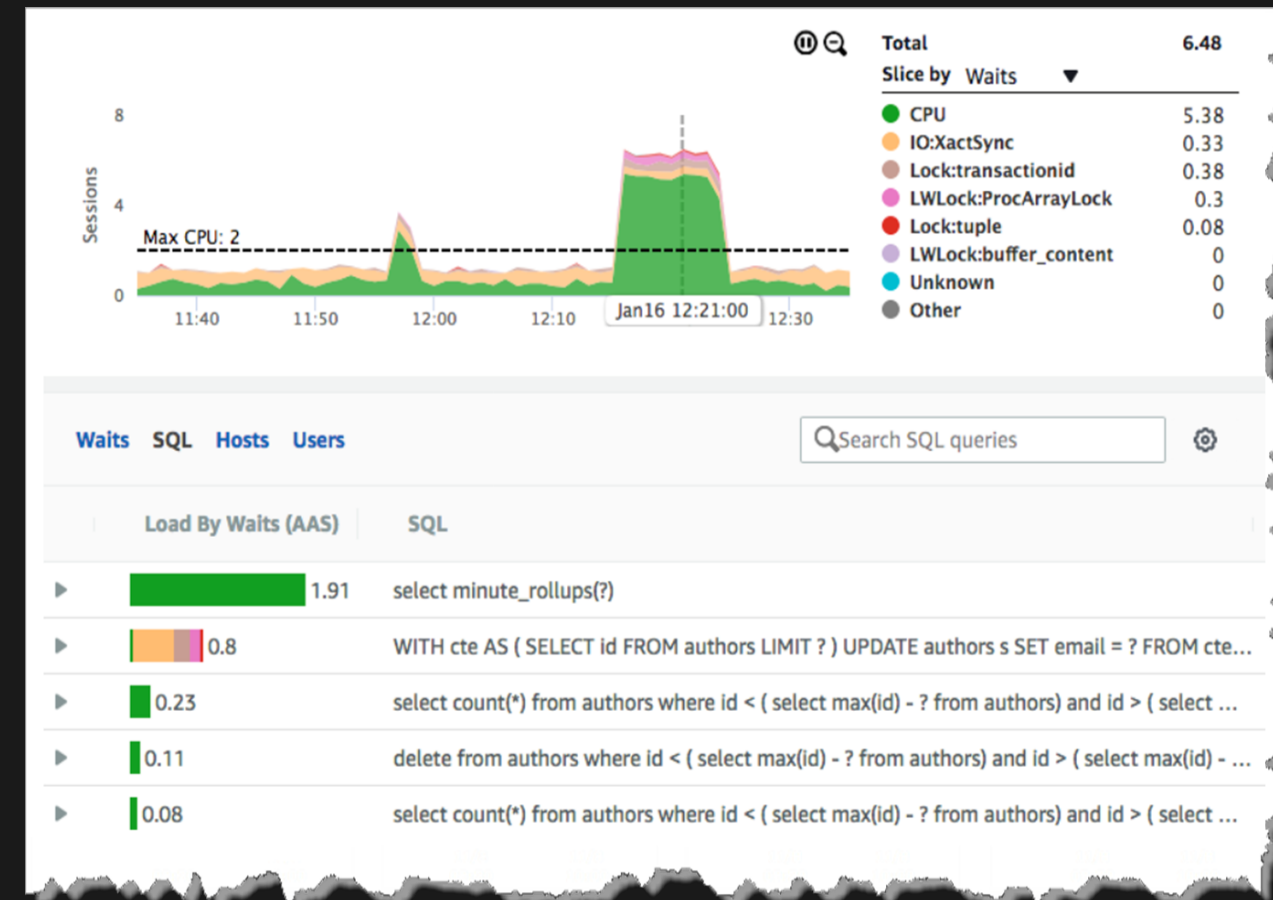 Total 6.48
Slice by Waits
CPU 5.38
IO:XactSync 0.33
Lock:transactionid 0.38
LWLock:ProcArrayLock 0.3
Lock:tuple 0.08
LWLock:buffer_content 0
Unknown 0
Other 0
8
4
0
Sessions
Max CPU: 2
11:40 11:50 12:00 12:10 Jan16 12:21:00 12:30
Waits SQL Hosts Users Search SQL queries
Load By Waits (AAS) SQL
1.91 select minute_rollups(?)
0.8 WITH cte AS ( SELECT id FROM authors LIMIT ? ) UPDATE authors s SET email = ? FROM cte...
0.23 select count(*) from authors where id < ( select max(id) - ? from authors) and id > ( select ...
0.11 delete from authors where id < ( select max(id) - ? from authors) and id > ( select max(id) - ...
0.08 select count(*) from authors where id < ( select max(id) - ? from authors) and id > ( select ...